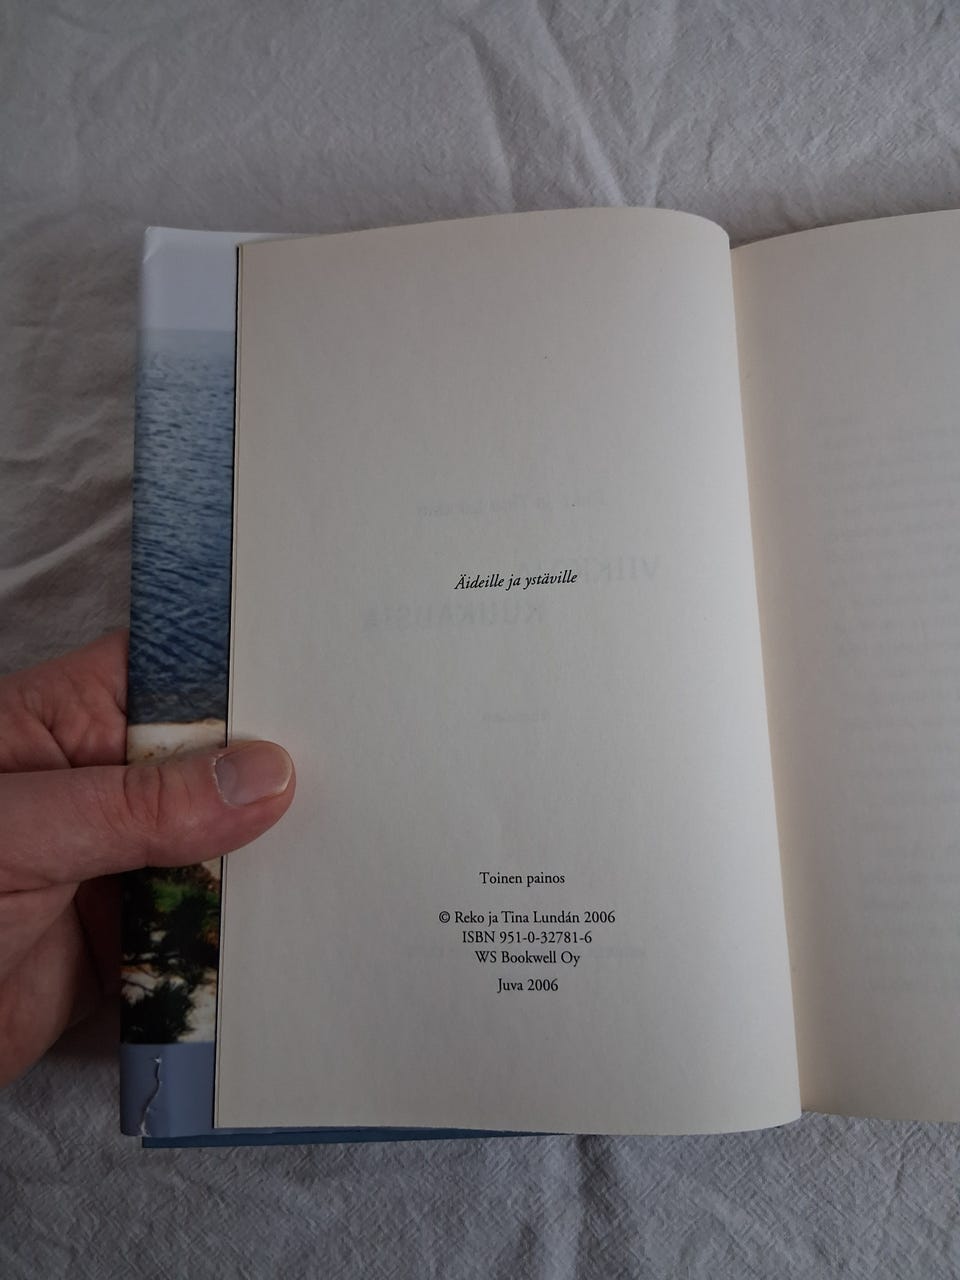 Äideille ja ystäville
Toinen painos
© Reko ja Tina Lundán 2006
ISBN 951-0-32781-6
WS Bookwell Oy
Juva 2006